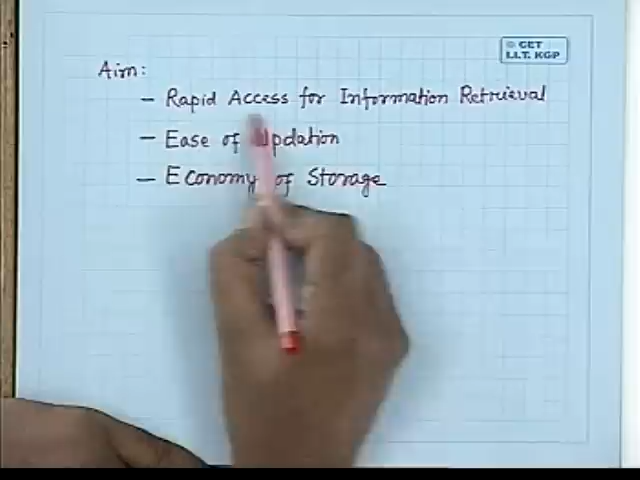 © CET
I.I.T. KGP
Aim:
- Rapid Access for Information Retrieval
- Ease of Updation
- Economy of Storage